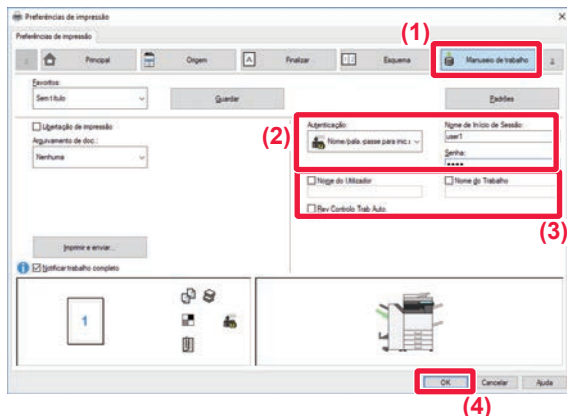 Preferências de impressão
Preferências de impressão
(1)
Principal
Origem
Finalizar
Esquema
Manuseio de trabalho
Favoritos:
Sem título
Guardar
Padrões
(2)
Libertação de impressão
Autenticação:
Nome de Início de Sessão:
Nome/pala.-passe para inic.s
user1
Arquivamento de doc.:
Nenhuma
Senha:
••••
Nome do Utilizador
Nome do Trabalho
Rev Controlo Trab Auto.
(3)
Imprimir e enviar...
Notificar trabalho completo
1
OK
Cancelar
Ajuda
(4)